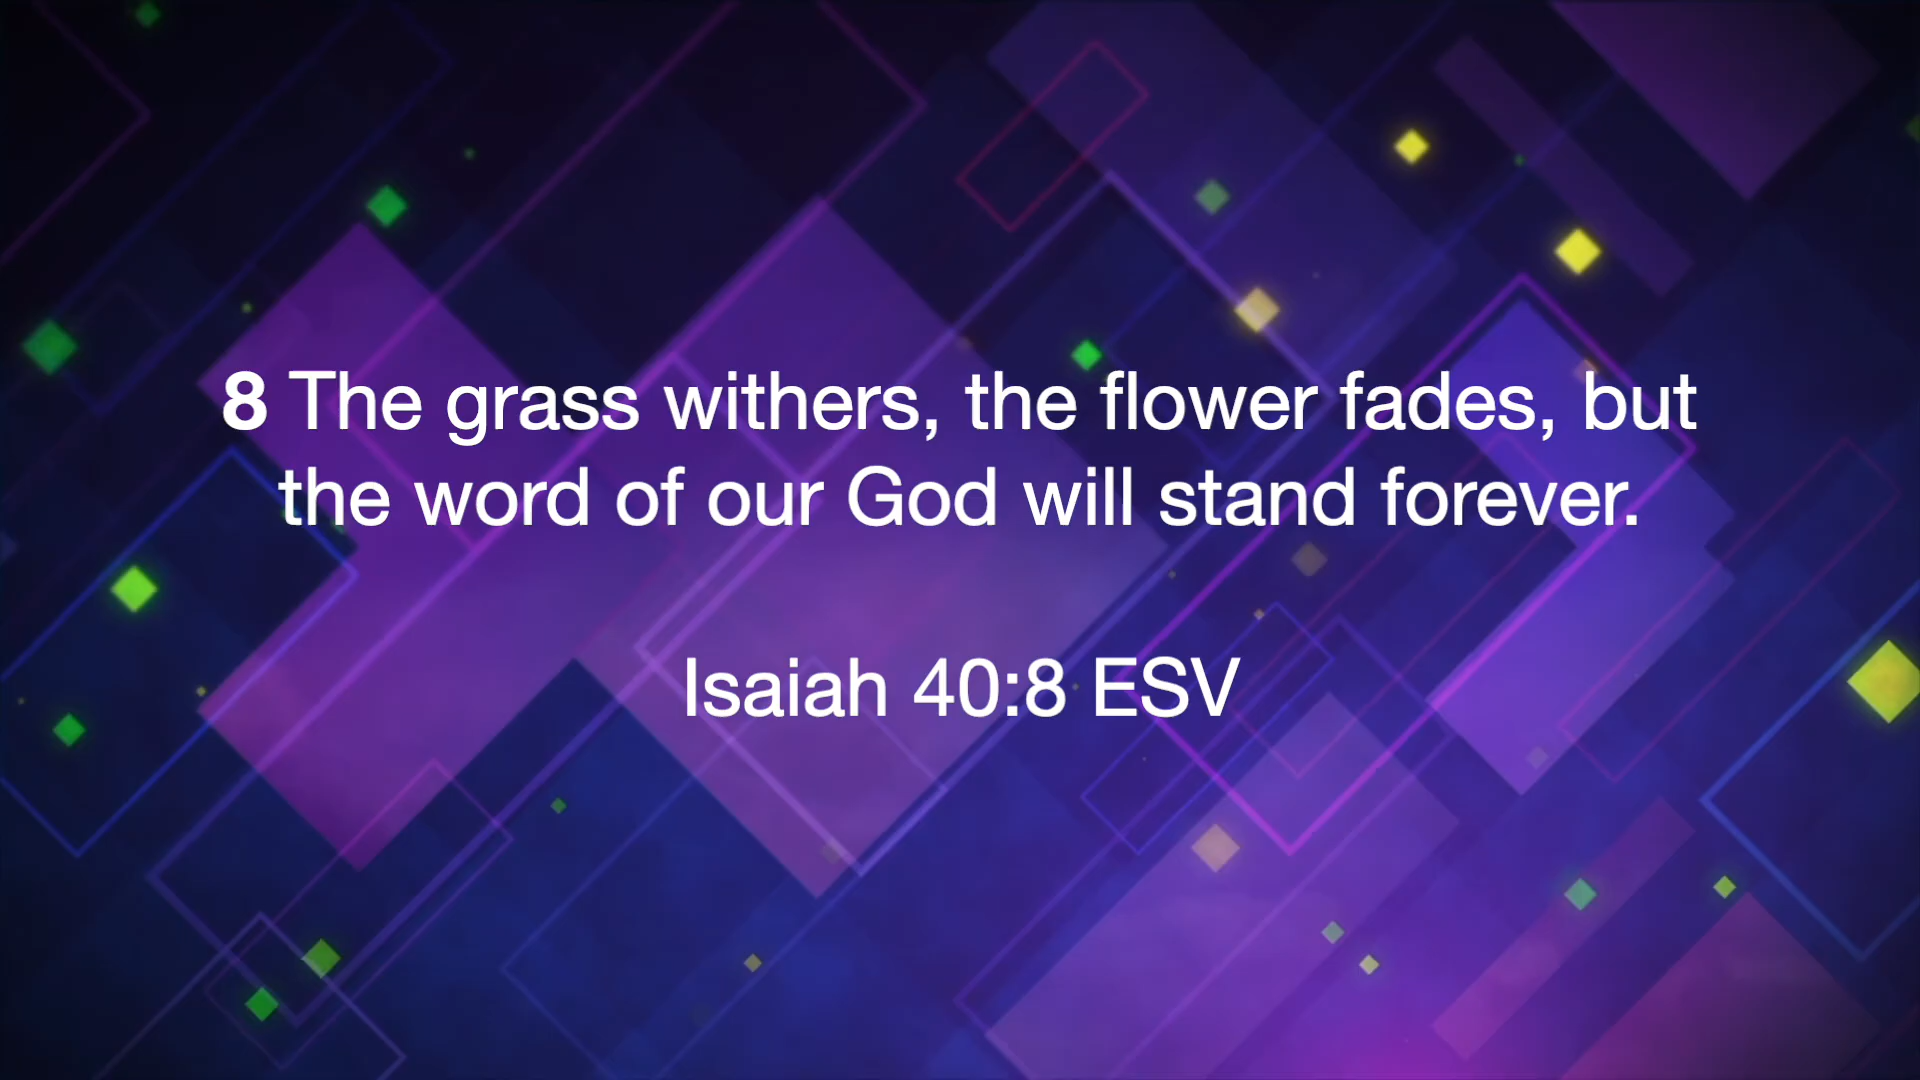 8 The grass withers, the flower fades, but
the word of our God will stand forever.
Isaiah 40:8 ESV